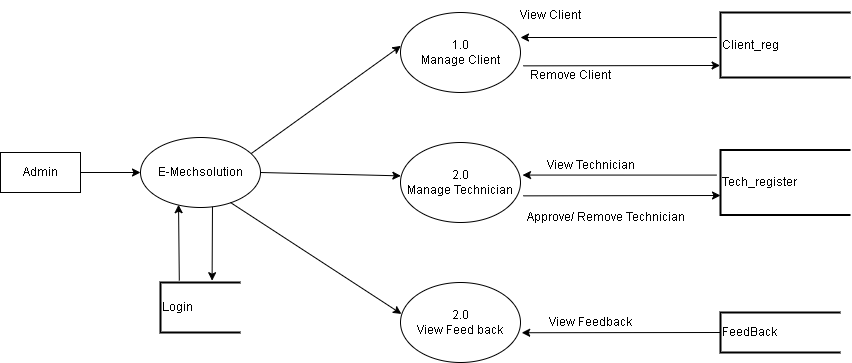 View Client
1.0
Manage Client
Client_reg
Remove Client
Admin
E-Mechsolution
View Technician
2.0
Manage Technician
Tech_register
Approve/ Remove Technician
Login
2.0
View Feed back
View Feedback
FeedBack